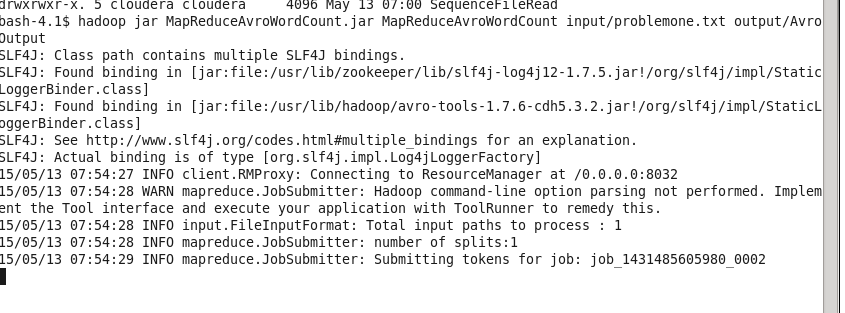 drwxrwxr-x. 5 cloudera cloudera     4096 May 13 07:00 SequenceFileRead
bash-4.1$ hadoop jar MapReduceAvroWordCount.jar MapReduceAvroWordCount input/problemone.txt output/Avro
Output
SLF4J: Class path contains multiple SLF4J bindings.
SLF4J: Found binding in [jar:file:/usr/lib/zookeeper/lib/slf4j-log4j12-1.7.5.jar!/org/slf4j/impl/Static
LoggerBinder.class]
SLF4J: Found binding in [jar:file:/usr/lib/hadoop/avro-tools-1.7.6-cdh5.3.2.jar!/org/slf4j/impl/StaticL
oggerBinder.class]
SLF4J: See http://www.slf4j.org/codes.html#multiple_bindings for an explanation.
SLF4J: Actual binding is of type [org.slf4j.impl.Log4jLoggerFactory]
15/05/13 07:54:27 INFO client.RMProxy: Connecting to ResourceManager at /0.0.0.0:8032
15/05/13 07:54:28 WARN mapreduce.JobSubmitter: Hadoop command-line option parsing not performed. Implem
ent the Tool interface and execute your application with ToolRunner to remedy this.
15/05/13 07:54:28 INFO input.FileInputFormat: Total input paths to process : 1
15/05/13 07:54:28 INFO mapreduce.JobSubmitter: number of splits:1
15/05/13 07:54:29 INFO mapreduce.JobSubmitter: Submitting tokens for job: job_1431485605980_0002